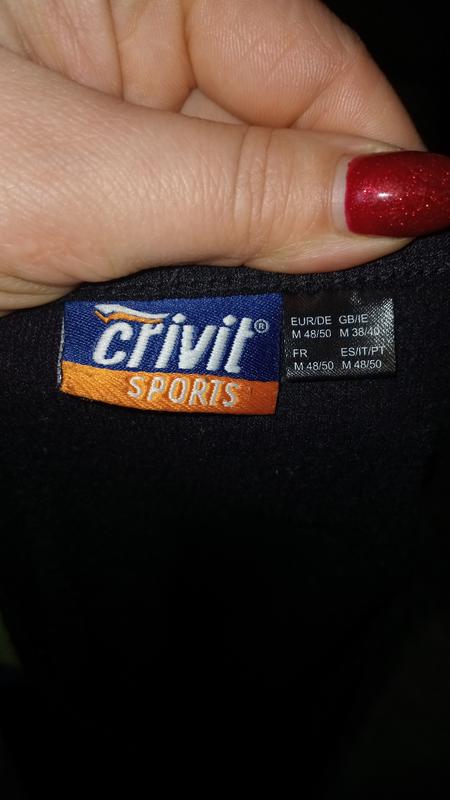 crivit®
SPORTS
EUR/DE GB/IE
M 48/50 M 38/40
FR ES/IT/PT
M 48/50 M 48/50